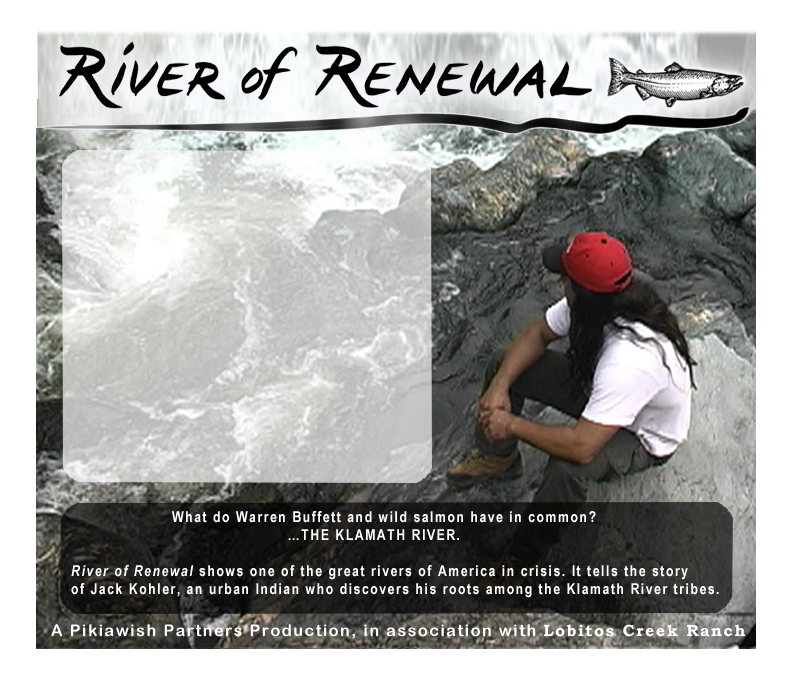 RIVER of RENEWAL
What do Warren Buffett and wild salmon have in common?
...THE KLAMATH RIVER.
River of Renewal shows one of the great rivers of America in crisis. It tells the story
of Jack Kohler, an urban Indian who discovers his roots among the Klamath River tribes.
A Pikiawish Partners Production, in association with Lobitos Creek Ranch